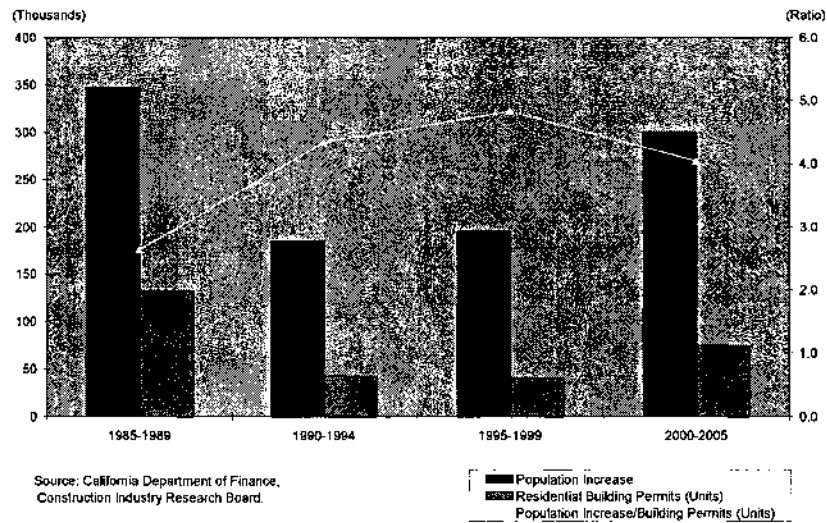 (Thousands) (Ratio)
400 6.0
350
5.0
300
250 4.0
200 3.0
150
2.0
100
50 1.0
0 0.0
1985-1989 1990-1994 1995-1999 2000-2005
Source: California Department of Finance,
Construction Industry Research Board.
Population Increase
Residential Building Permits (Units)
Population Increase/Building Permits (Units)